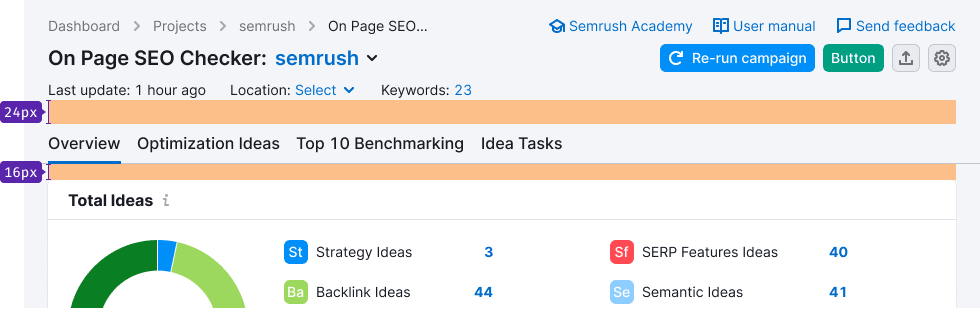 Dashboard > Projects > semrush > On Page SEO...
Semrush Academy User manual Send feedback
On Page SEO Checker: semrush
Re-run campaign Button
Last update: 1 hour ago Location: Select Keywords: 23
24px
Overview Optimization Ideas Top 10 Benchmarking Idea Tasks
16px
Total Ideas i
St Strategy Ideas 3 Sf SERP Features Ideas 40
Ba Backlink Ideas 44 Se Semantic Ideas 41